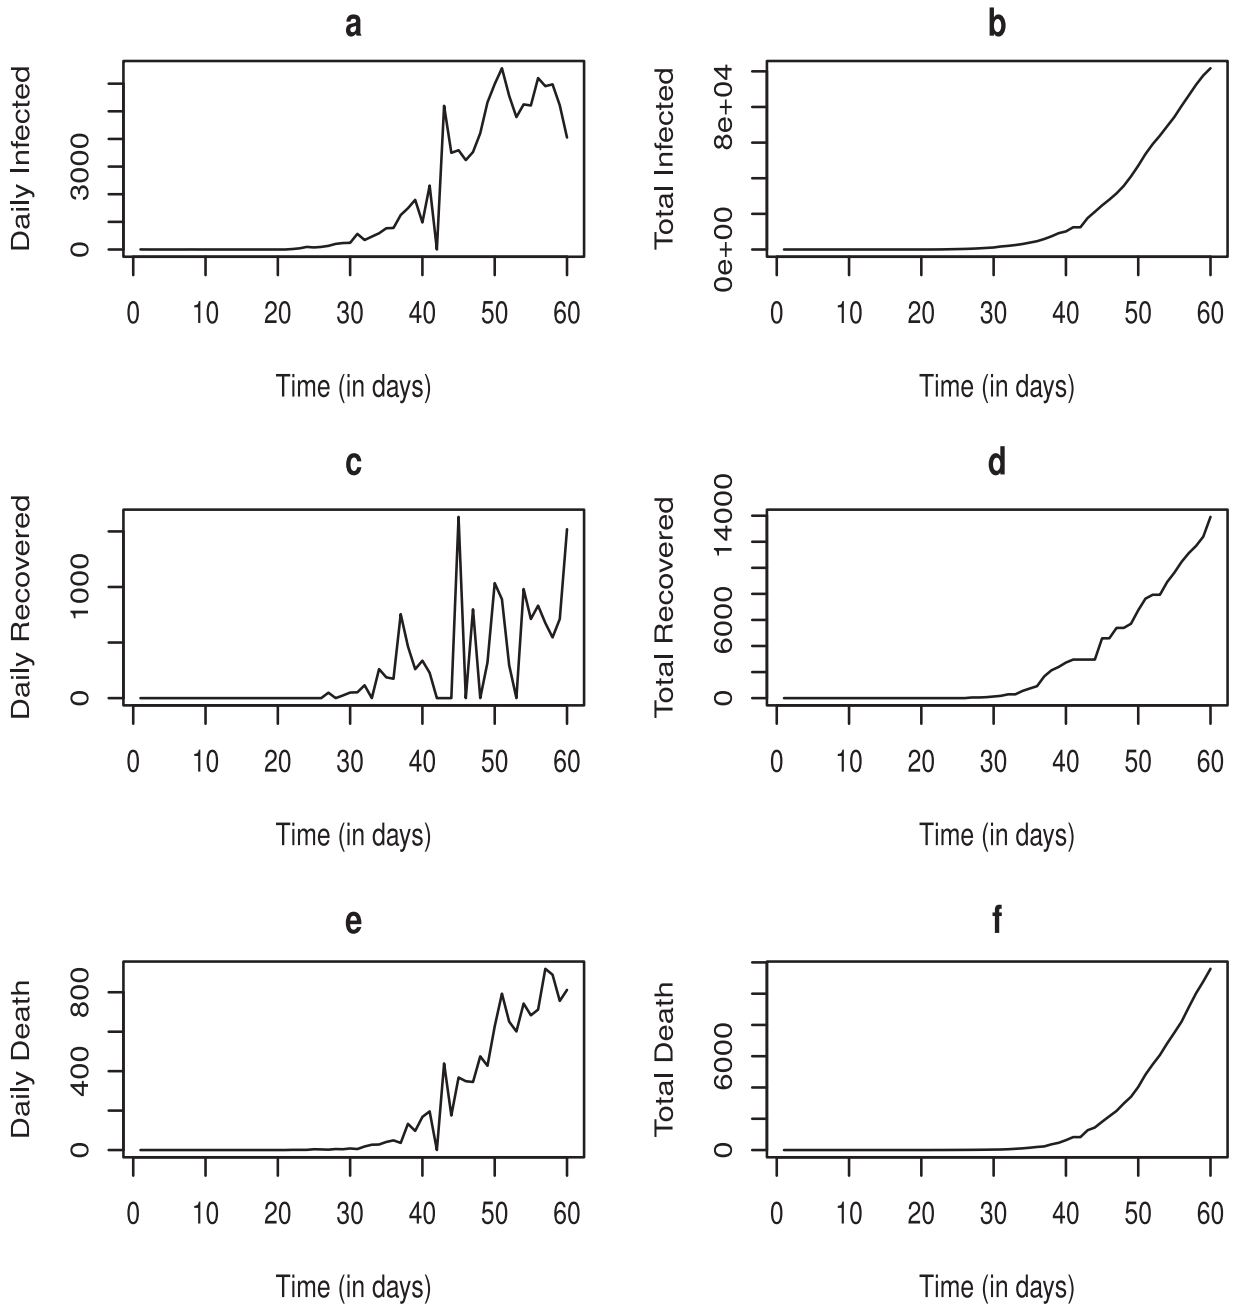 a
Daily Infected
0 3000
0 10 20 30 40 50 60
Time (in days)
b
Total Infected
0e+00 8e+04
0 10 20 30 40 50 60
Time (in days)
c
Daily Recovered
0 1000
0 10 20 30 40 50 60
Time (in days)
d
Total Recovered
0 6000 14000
0 10 20 30 40 50 60
Time (in days)
e
Daily Death
0 400 800
0 10 20 30 40 50 60
Time (in days)
f
Total Death
0 6000
0 10 20 30 40 50 60
Time (in days)